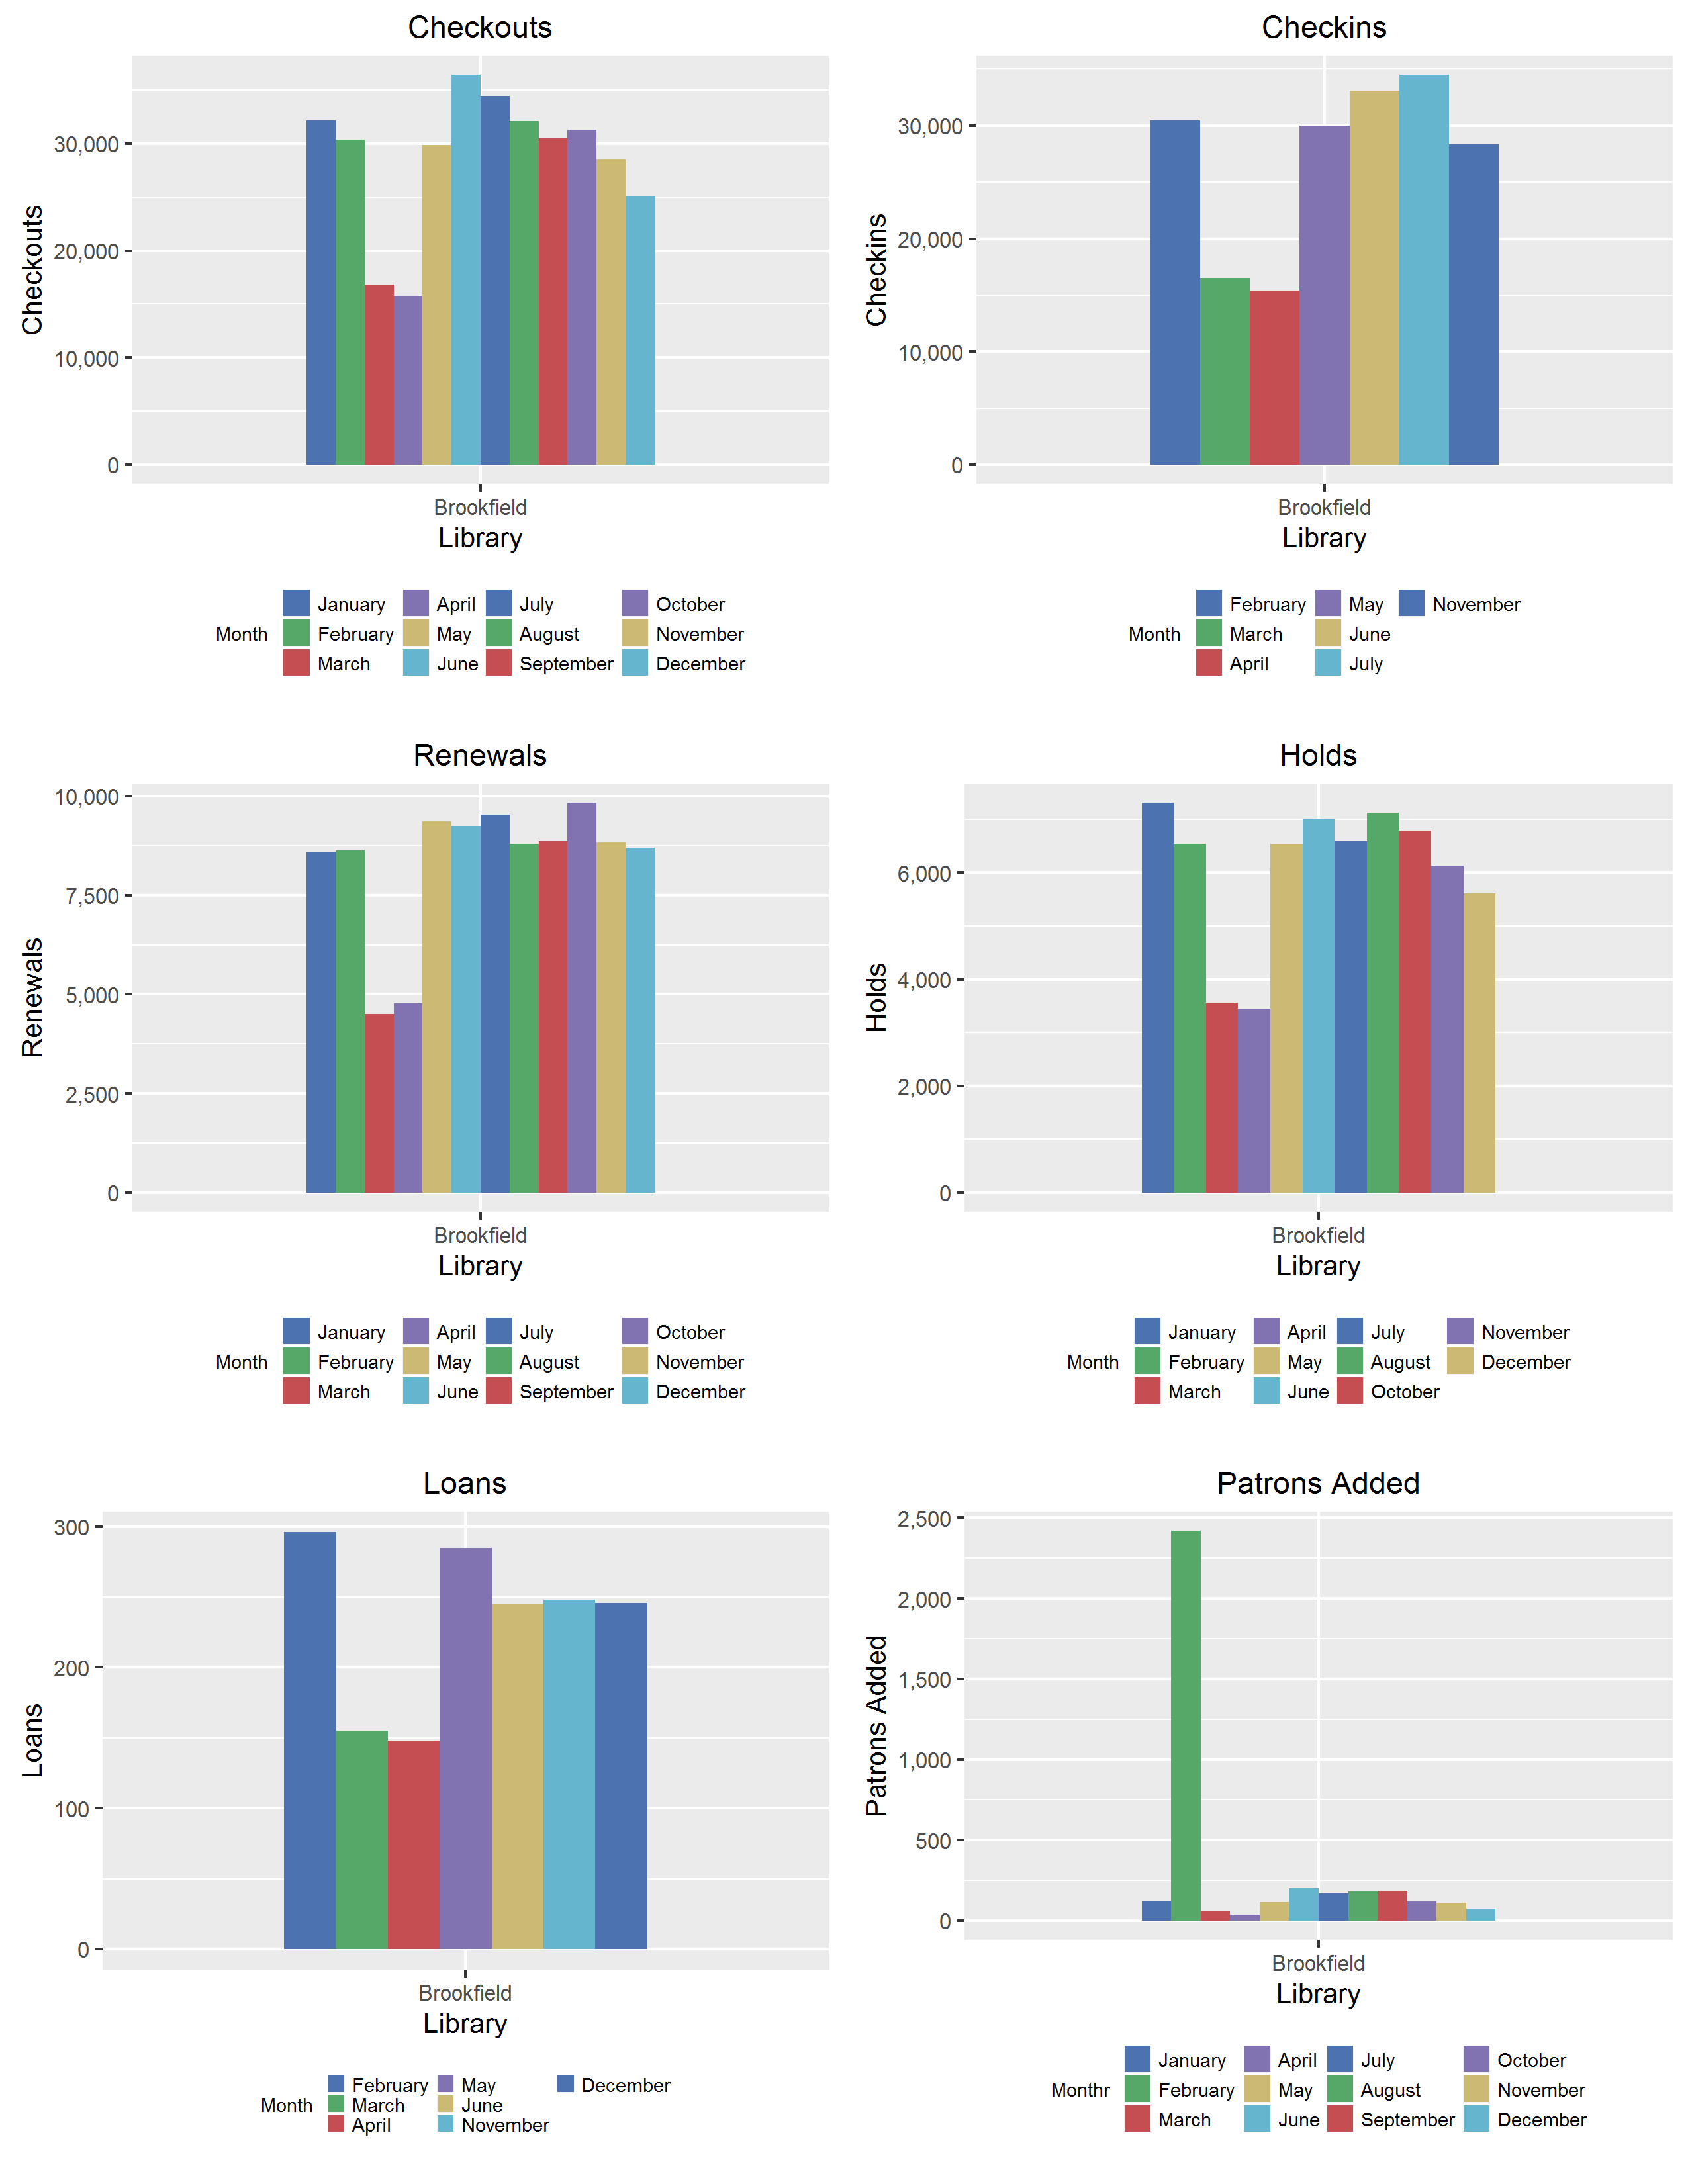 Checkouts
Checkouts
30,000
20,000
10,000
0
Brookfield
Library
Month
January April July October
February May August November
March June September December
Checkins
Checkins
30,000
20,000
10,000
0
Brookfield
Library
Month
February May November
March June
April July
Renewals
Renewals
10,000
7,500
5,000
2,500
0
Brookfield
Library
Month
January April July October
February May August November
March June September December
Holds
Holds
6,000
4,000
2,000
0
Brookfield
Library
Month
January April July November
February May August December
March June October
Loans
Loans
300
200
100
0
Brookfield
Library
Month
February May December
March June
April November
Patrons Added
Patrons Added
2,500
2,000
1,500
1,000
500
0
Brookfield
Library
Monthr
January April July October
February May August November
March June September December